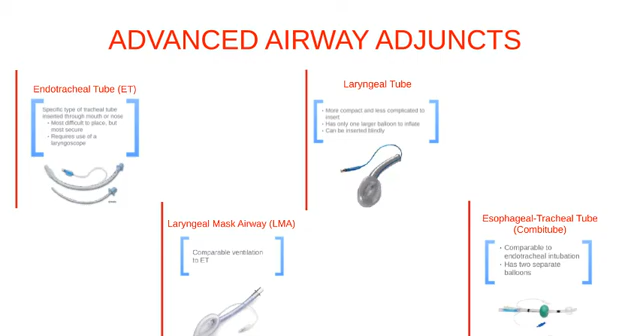 ADVANCED AIRWAY ADJUNCTS
Endotracheal Tube (ET)
Specific type of tracheal tube
inserted through mouth or nose
• Most difficult to place, but
most secure
• Requires use of a
laryngoscope
Laryngeal Tube
• More compact and less complicated to
insert
• Has only one larger balloon to inflate
• Can be inserted blindly
Laryngeal Mask Airway (LMA)
Comparable ventilation
to ET
Esophageal-Tracheal Tube
(Combitube)
• Comparable to
endotracheal intubation
• Has two separate
balloons